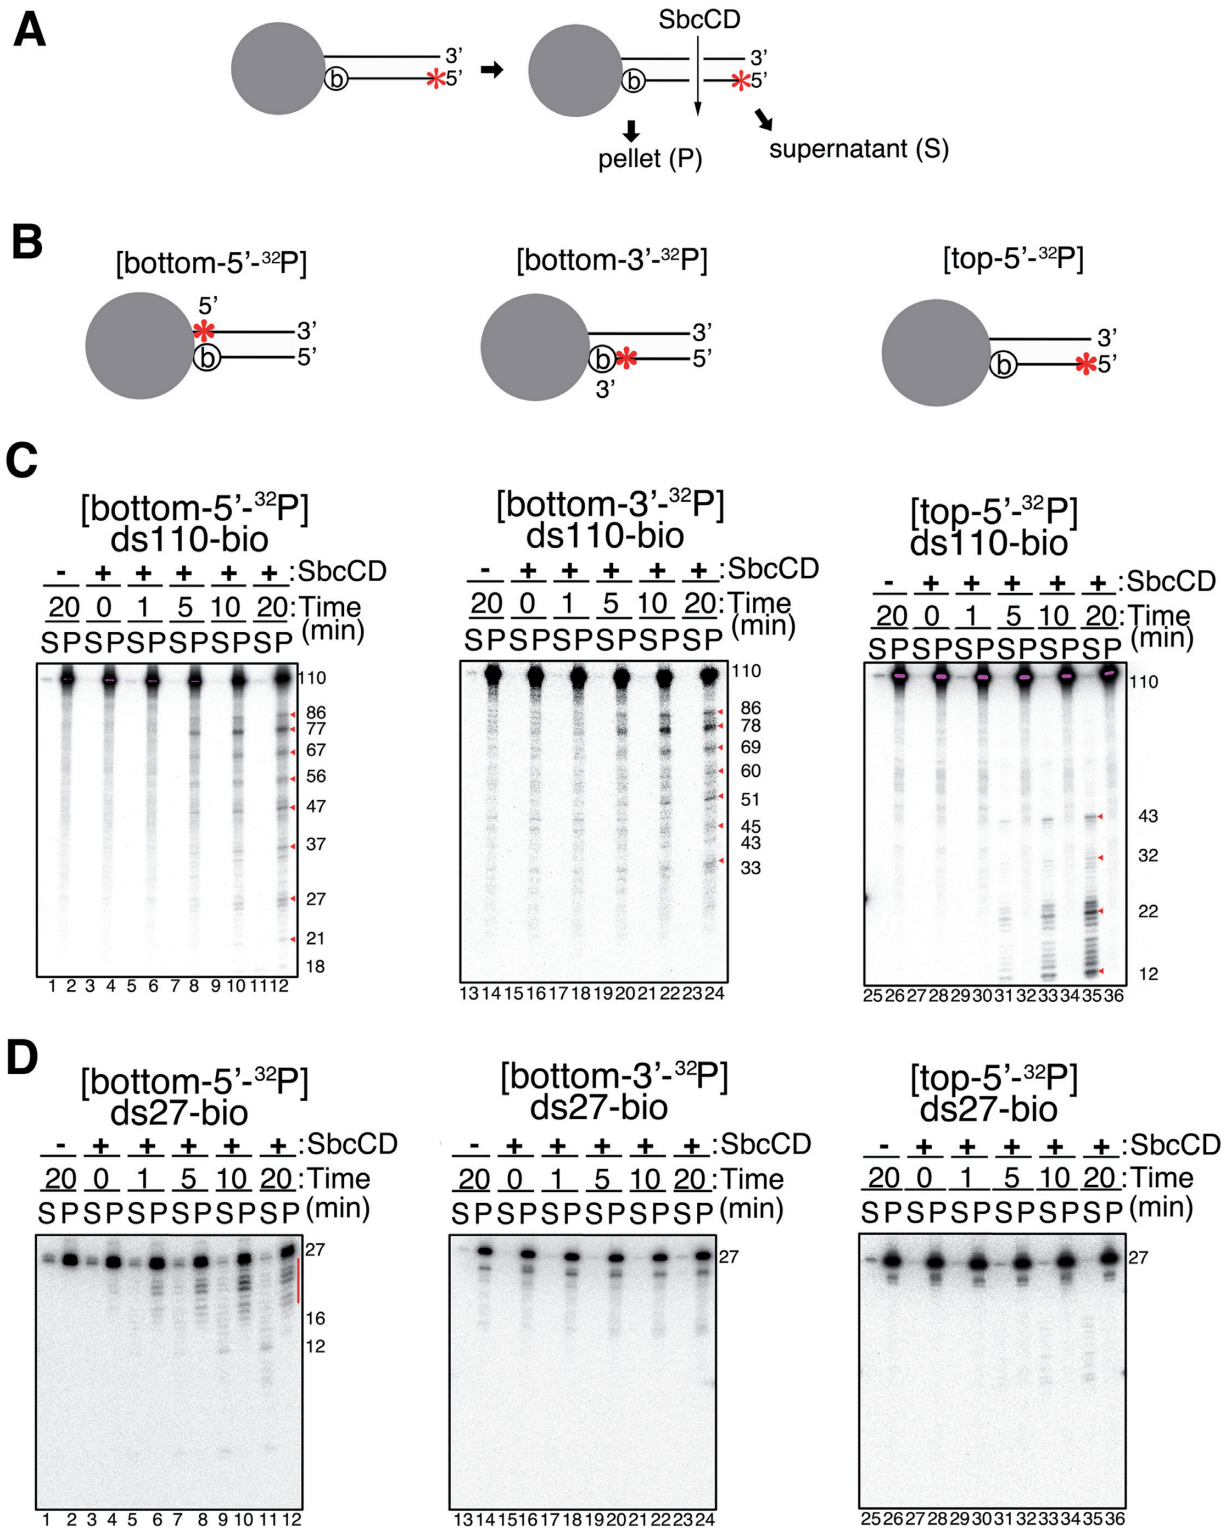 A
SbcCD
3'
b
5'
3'
b
5'
pellet (P)
supernatant (S)
B
[bottom-5'-32P]
[bottom-3'-32P]
[top-5'-32P]
5'
3'
b
5'
3'
b
5'
3'
3'
b
5'
C
[bottom-5'-32P]
ds110-bio
- + + + + + :SbcCD
20 0 1 5 10 20 :Time
(min)
S P S P S P S P S P S P
110
86
77
67
56
47
37
27
21
18
1 2 3 4 5 6 7 8 9 10 11 12
[bottom-3'-32P]
ds110-bio
- + + + + + :SbcCD
20 0 1 5 10 20 :Time
(min)
S P S P S P S P S P S P
110
86
78
69
60
51
45
43
33
13 14 15 16 17 18 19 20 21 22 23 24
[top-5'-32P]
ds110-bio
- + + + + + :SbcCD
20 0 1 5 10 20 :Time
(min)
S P S P S P S P S P S P
110
43
32
22
12
25 26 27 28 29 30 31 32 33 34 35 36
D
[bottom-5'-32P]
ds27-bio
- + + + + + :SbcCD
20 0 1 5 10 20 :Time
S P S P S P S P S P S P (min)
27
16
12
1 2 3 4 5 6 7 8 9 10 11 12
[bottom-3'-32P]
ds27-bio
- + + + + + :SbcCD
20 0 1 5 10 20 :Time
S P S P S P S P S P S P (min)
27
13 14 15 16 17 18 19 20 21 22 23 24
[top-5'-32P]
ds27-bio
- + + + + + :SbcCD
20 0 1 5 10 20 :Time
S P S P S P S P S P S P (min)
27
25 26 27 28 29 30 31 32 33 34 35 36